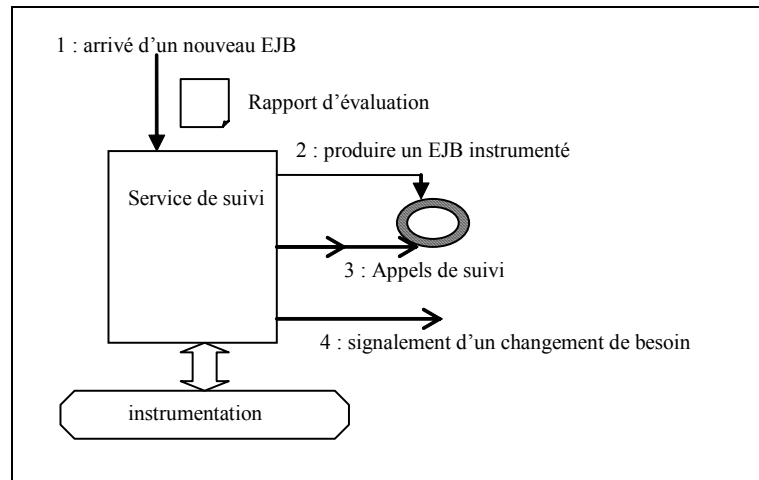 1 : arrivé d’un nouveau EJB
Rapport d’évaluation
2 : produire un EJB instrumenté
Service de suivi
3 : Appels de suivi
4 : signalement d’un changement de besoin
instrumentation